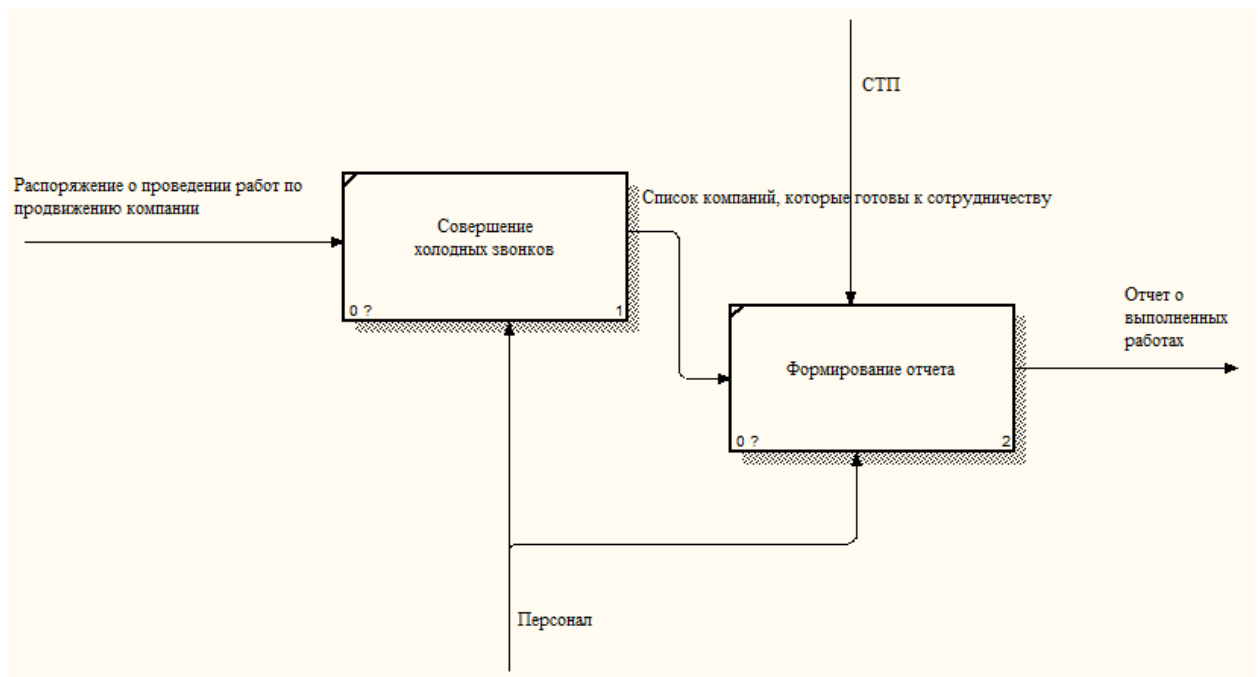 СТП
Распоряжение о проведении работ по
продвижению компании
Список компаний, которые готовы к сотрудничеству
Совершение
холодных звонков
0 ?
1
Отчет о
выполненных
работах
Формирование отчета
0 ?
2
Персонал